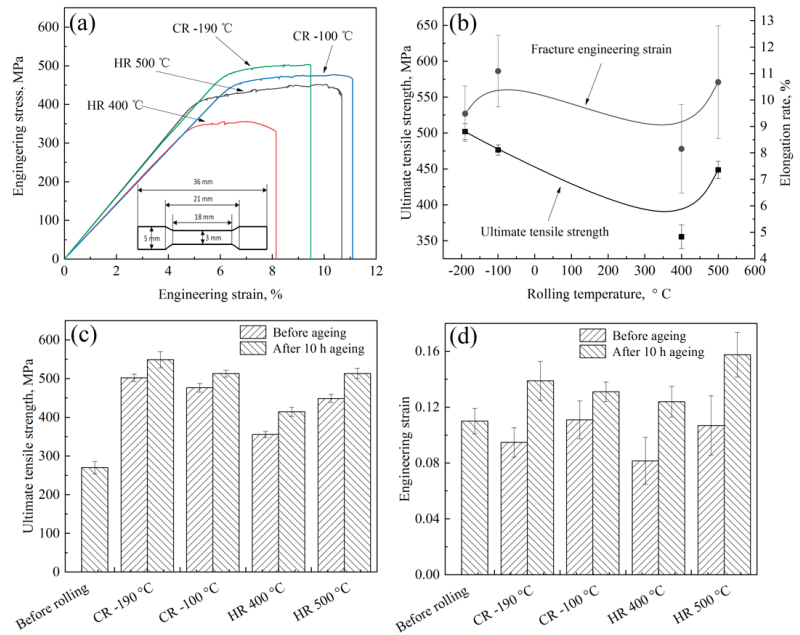 (a)
CR -190 ℃
CR -100 ℃
HR 500 ℃
HR 400 ℃
36 mm
21 mm
18 mm
5 mm
3 mm
600
500
400
300
200
100
0
0 2 4 6 8 10 12
Engingering stress, MPa
Engineering strain, %
(b)
Fracture engineering strain
Ultimate tensile strength
650
600
550
500
450
400
350
13
12
11
10
9
8
7
6
5
4
-200 -100 0 100 200 300 400 500 600
Ultimate tensile strength, MPa
Elongation rate, %
Rolling temperature, ° C
(c)
Before ageing
After 10 h ageing
600
500
400
300
200
100
0
Ultimate tensile strength, MPa
Before rolling
CR -190 °C
CR -100 °C
HR 400 °C
HR 500 °C
(d)
Before ageing
After 10 h ageing
0.16
0.12
0.08
0.04
0.00
Engineering strain
Before rolling
CR -190 °C
CR -100 °C
HR 400 °C
HR 500 °C